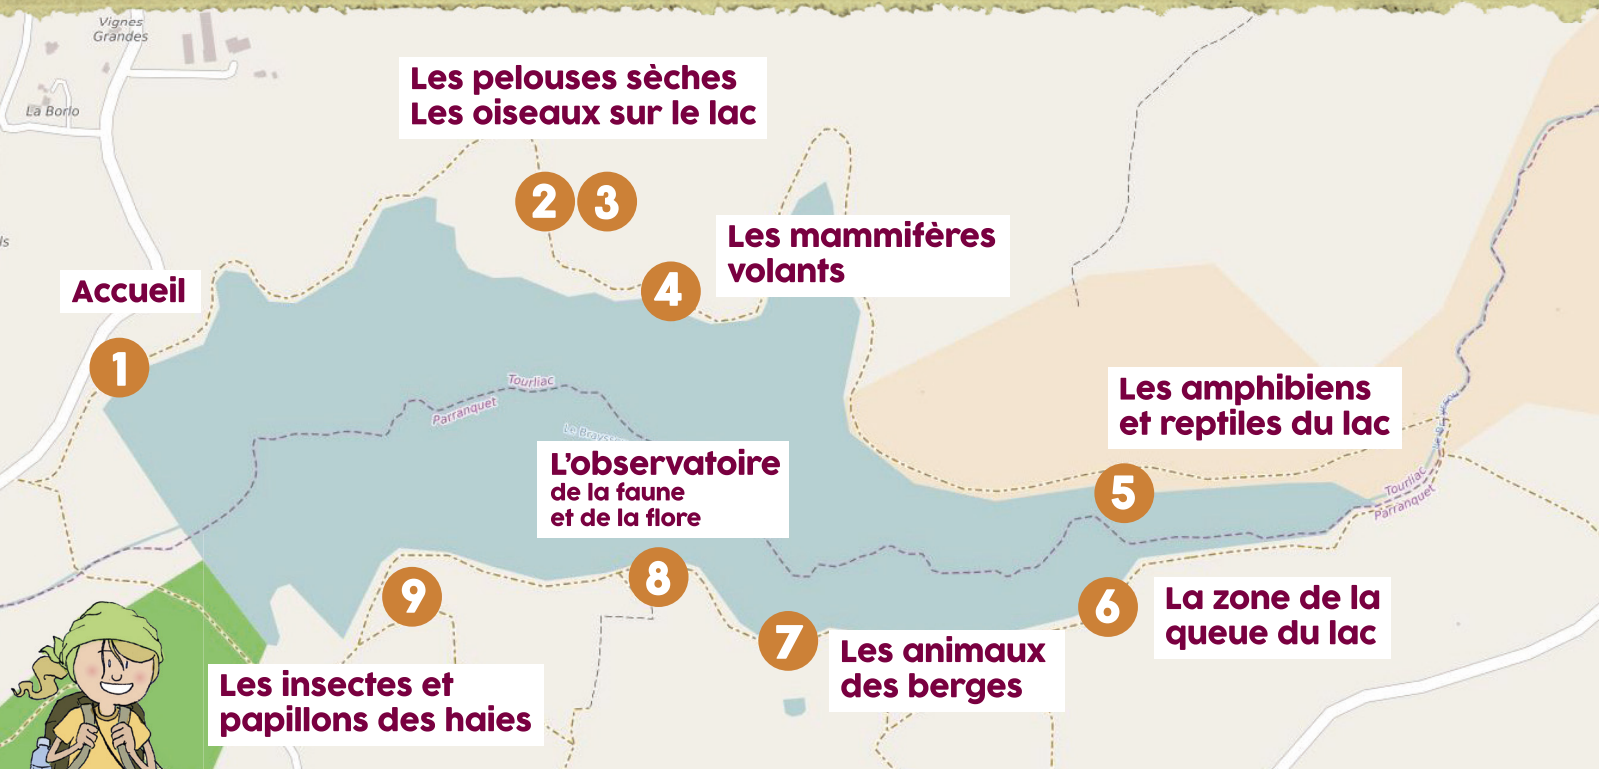 Vignes
Grandes
La Borio
ls
Les pelouses sèches
Les oiseaux sur le lac
2
3
Les mammifères
volants
4
Accueil
1
Tourliac
Parranquet
L'observatoire
de la faune
et de la flore
Les amphibiens
et reptiles du lac
5
Tourliac
Parranquet
8
9
7
6
La zone de la
queue du lac
Les animaux
des berges
Les insectes et
papillons des haies